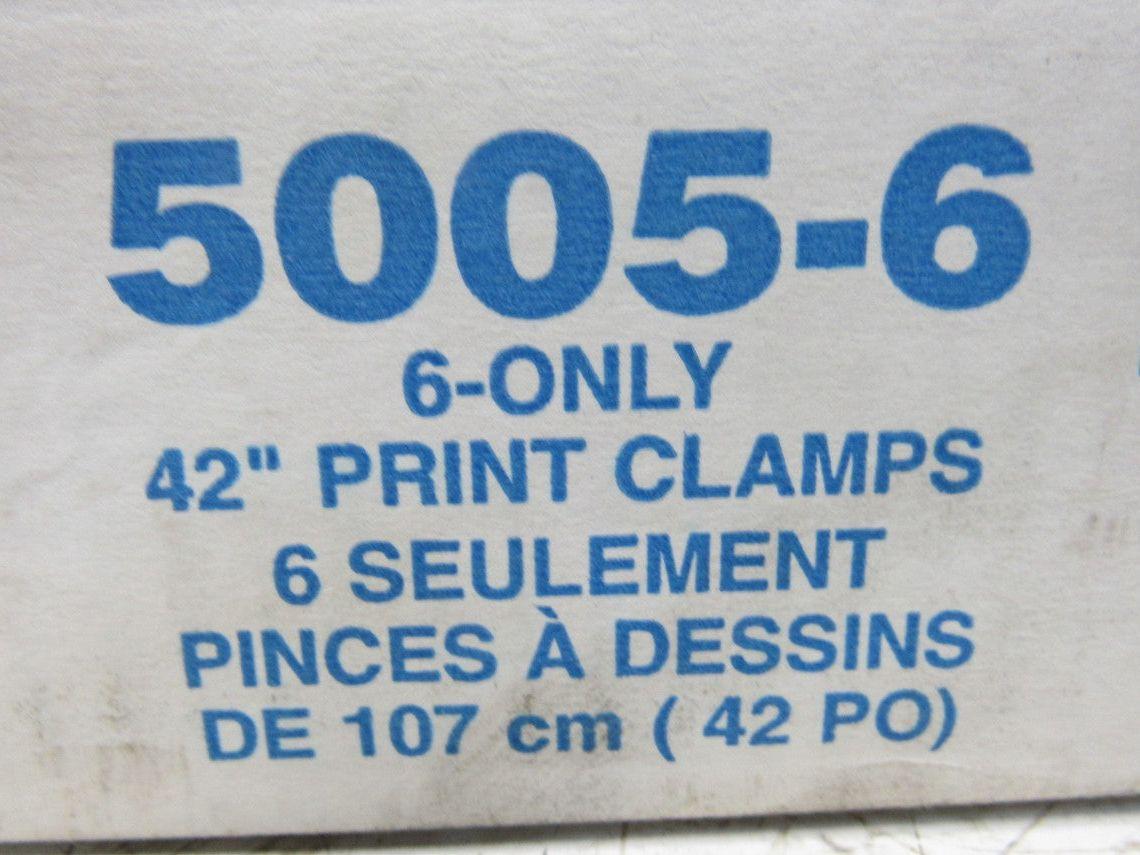 5005-6
6-ONLY
42" PRINT CLAMPS
6 SEULEMENT
PINCES À DESSINS
DE 107 cm ( 42 PO)